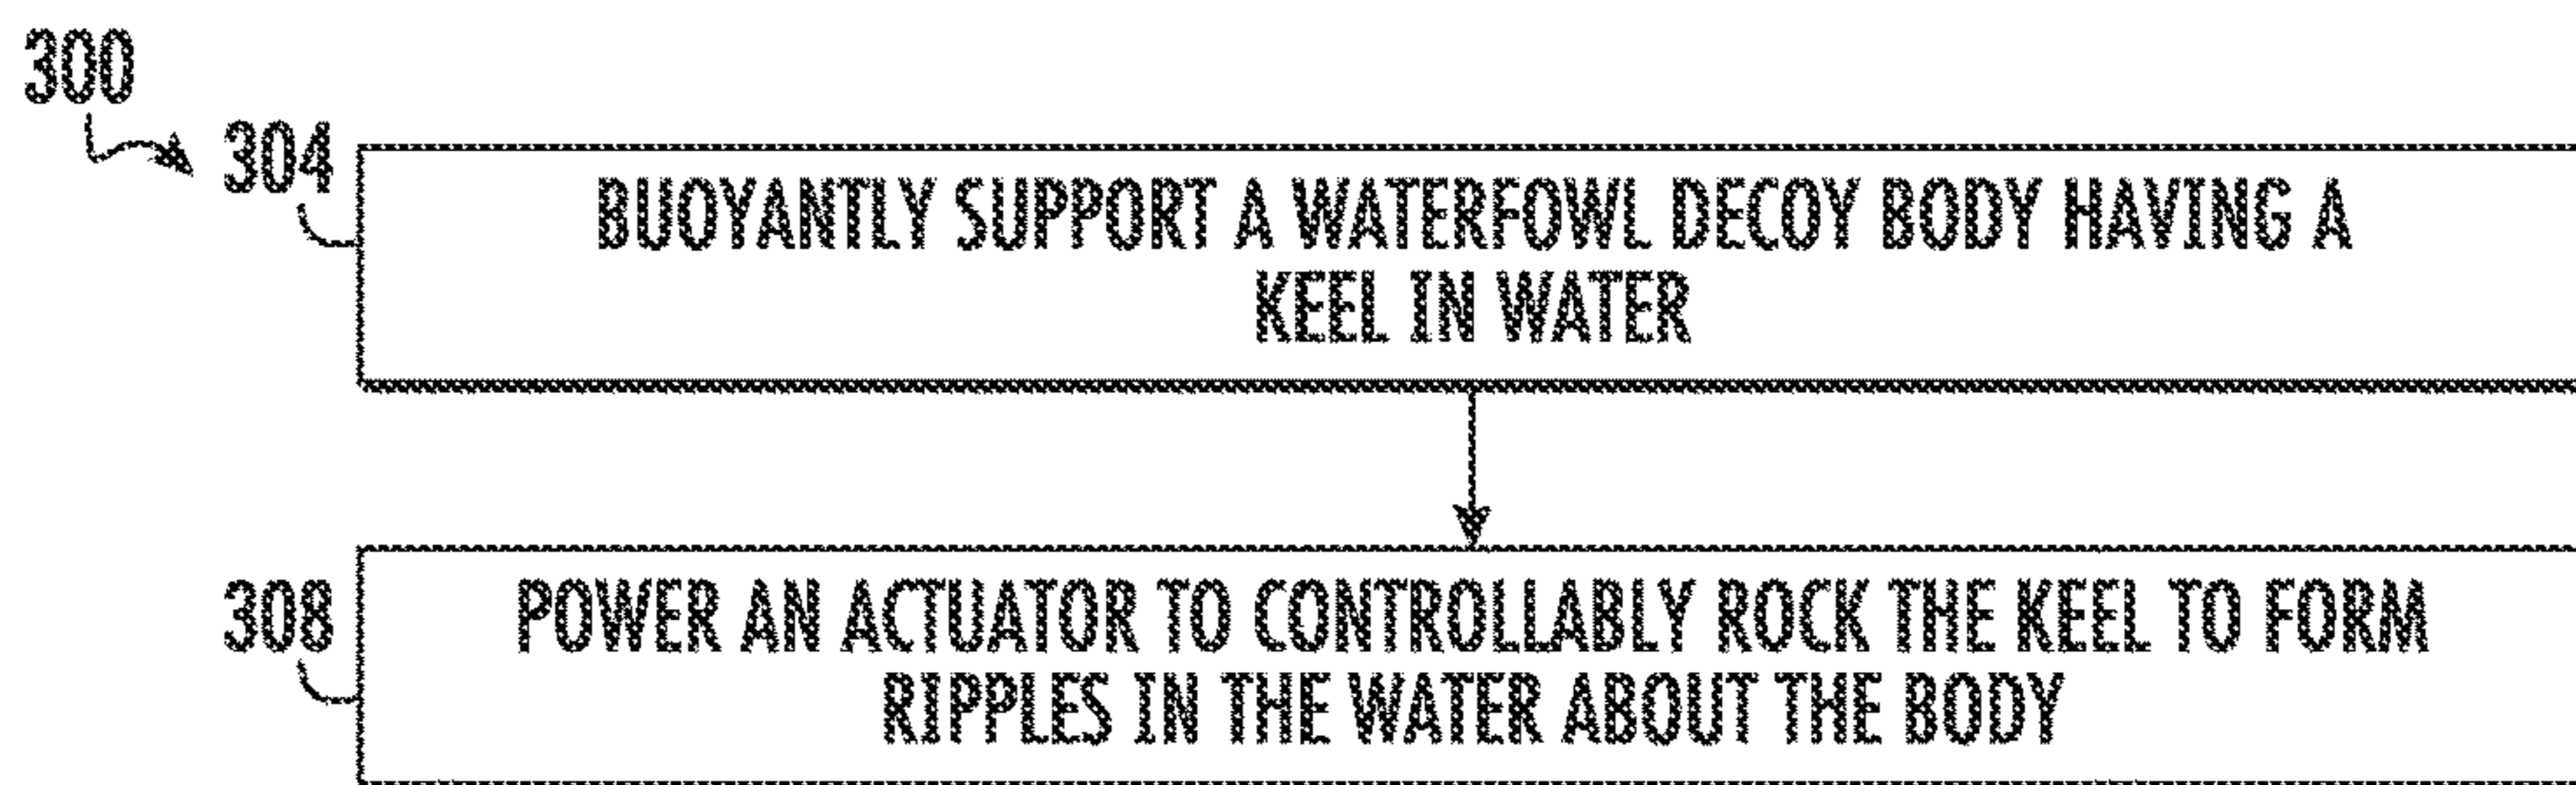 300
304
BUOYANTLY SUPPORT A WATERFOWL DECOY BODY HAVING A
KEEL IN WATER
308
POWER AN ACTUATOR TO CONTROLLABLY ROCK THE KEEL TO FORM
RIPPLES IN THE WATER ABOUT THE BODY